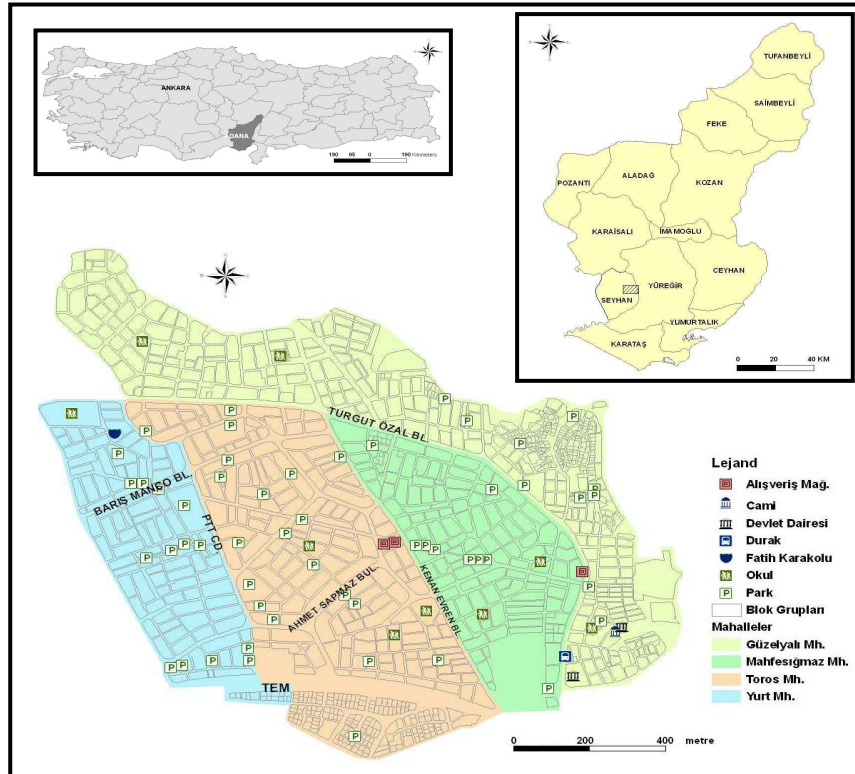 ANKARA
DANA
190 95 0 190 Kilometers
TUFANBEYLİ
SAİMBEYLİ
FEKE
KOZAN
ALADAĞ
POZANTI
KARAİSALI
İMAMOGLU
CEYHAN
YÜREĞİR
SEYHAN
YUMURTALIK
KARATAŞ
0 20 40 KM
TURGUT ÖZAL BL.
BARIŞ MANÇO BL.
PTT CD.
AHMET SAPMAZ BUL.
KENAN EVREN BL.
TEM
Lejand
Alışveriş Mağ.
Cami
Devlet Dairesi
Durak
Fatih Karakolu
Okul
P Park
Blok Grupları
Mahalleler
Güzelyalı Mh.
Mahfesığmaz Mh.
Toros Mh.
Yurt Mh.
0 200 400 metre